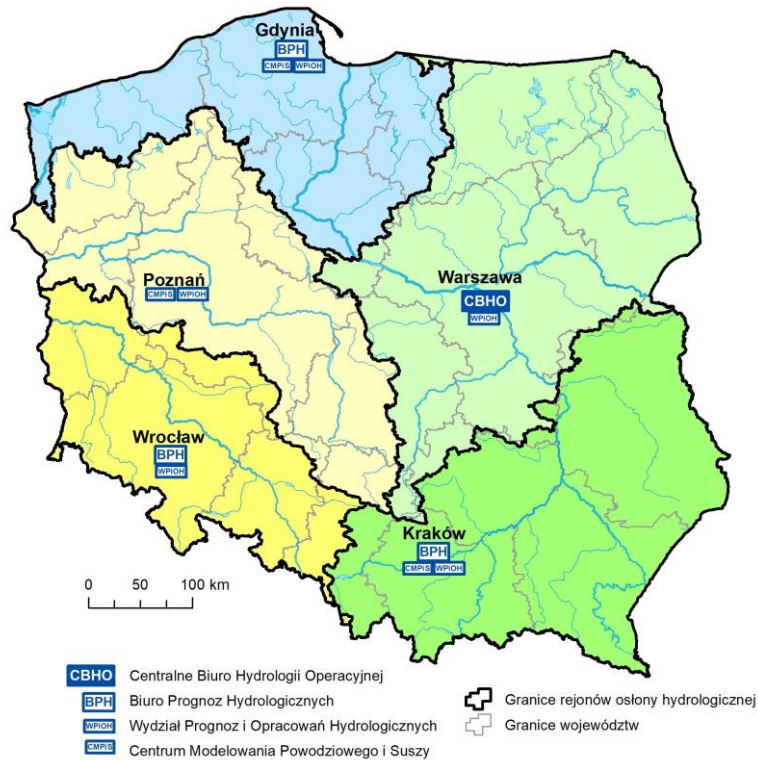 Gdynia
BPH
CMPiS WPiOH
Warszawa
CBHO
WPiOH
Poznań
CMPiS WPiOH
Wrocław
BPH
WPiOH
Kraków
BPH
CMPiS WPiOH
0 50 100 km
CBHO Centralne Biuro Hydrologii Operacyjnej
BPH Biuro Prognoz Hydrologicznych
WPiOH Wydział Prognoz i Opracowań Hydrologicznych
CMPiS Centrum Modelowania Powodziowego i Suszy
Granice rejonów osłony hydrologicznej
Granice województw